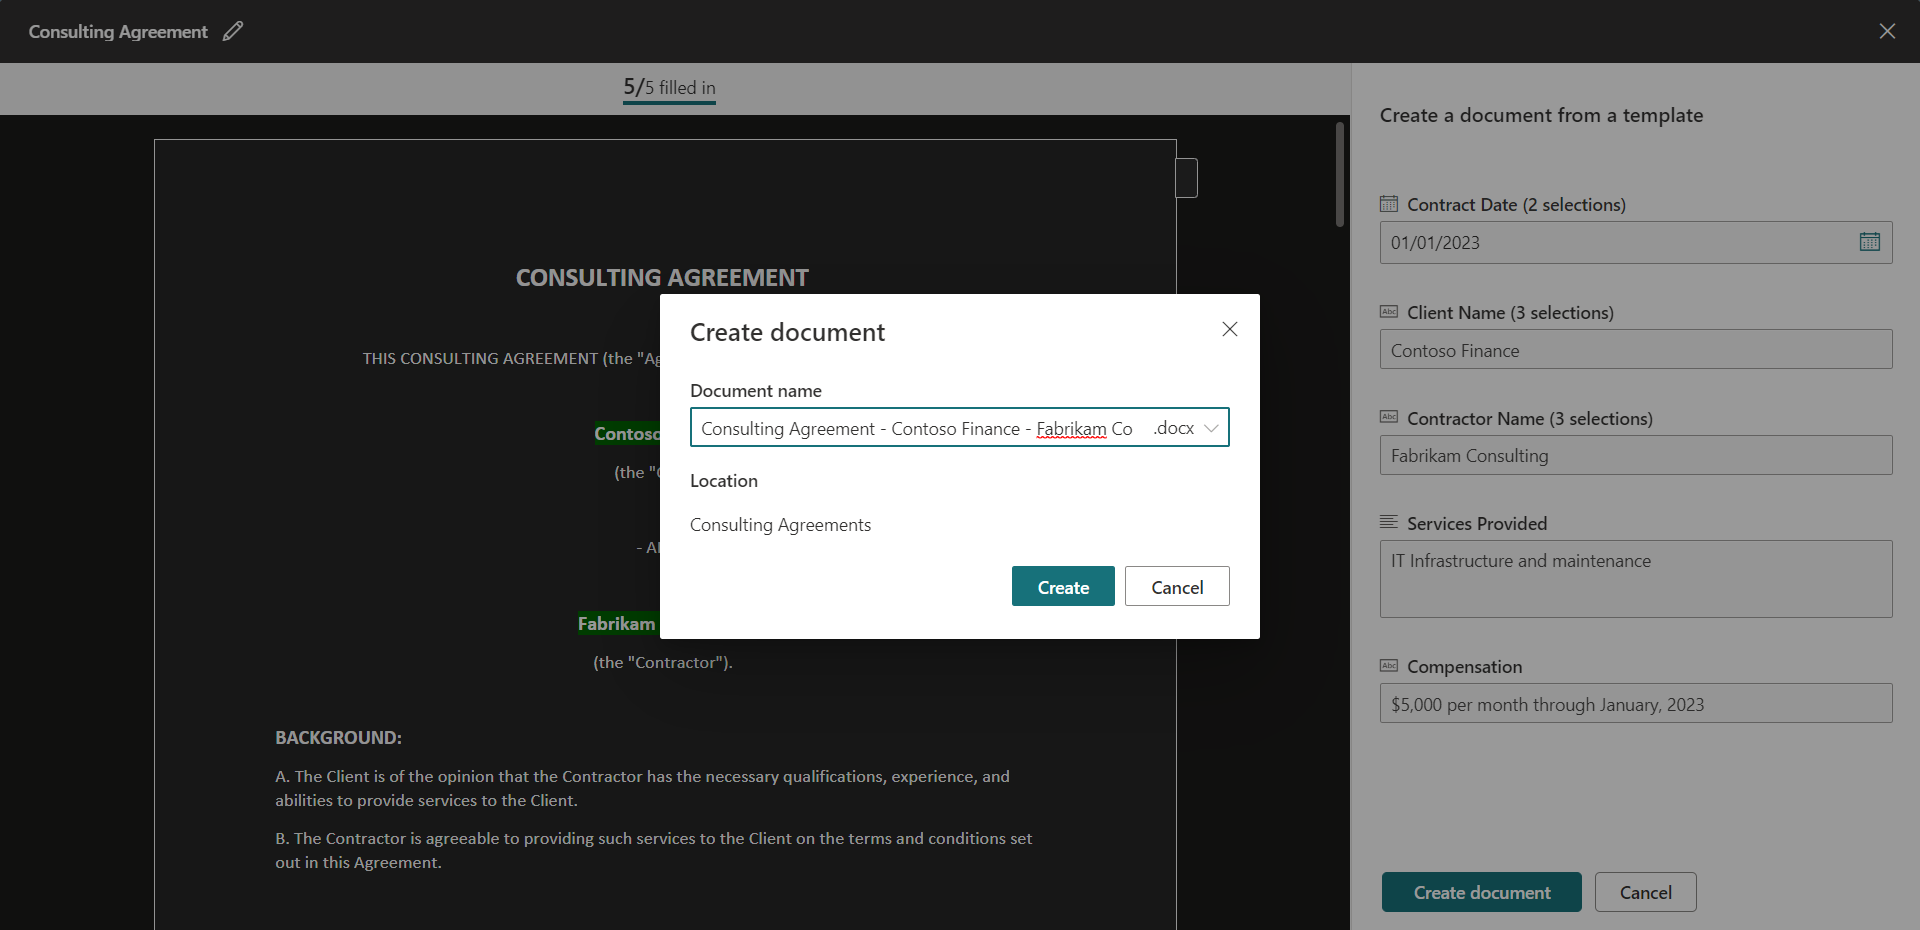 Consulting Agreement
5/5 filled in
CONSULTING AGREEMENT
THIS CONSULTING AGREEMENT (the "Ag
Contoso
(the "C
- A
Fabrikam
(the "Contractor").
BACKGROUND:
A. The Client is of the opinion that the Contractor has the necessary qualifications, experience, and
abilities to provide services to the Client.
B. The Contractor is agreeable to providing such services to the Client on the terms and conditions set
out in this Agreement.
Create document
Document name
Consulting Agreement - Contoso Finance - Fabrikam Co .docx
Location
Consulting Agreements
Create Cancel
Create a document from a template
Contract Date (2 selections)
01/01/2023
Abc Client Name (3 selections)
Contoso Finance
Abc Contractor Name (3 selections)
Fabrikam Consulting
Services Provided
IT Infrastructure and maintenance
Abc Compensation
$5,000 per month through January, 2023
Create document Cancel